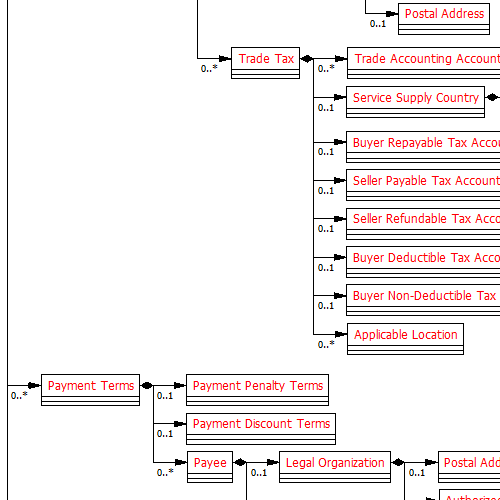 Postal Address
0..1
Trade Tax
0..*
Trade Accounting Account
0..*
Service Supply Country
0..1
Buyer Repayable Tax Acco
0..1
Seller Payable Tax Account
0..1
Seller Refundable Tax Acco
0..1
Buyer Deductible Tax Acco
0..1
Buyer Non-Deductible Tax
0..1
Applicable Location
0..*
Payment Terms
0..*
Payment Penalty Terms
0..1
Payment Discount Terms
0..1
Payee
0..*
Legal Organization
0..1
Postal Add
0..1
Authorize